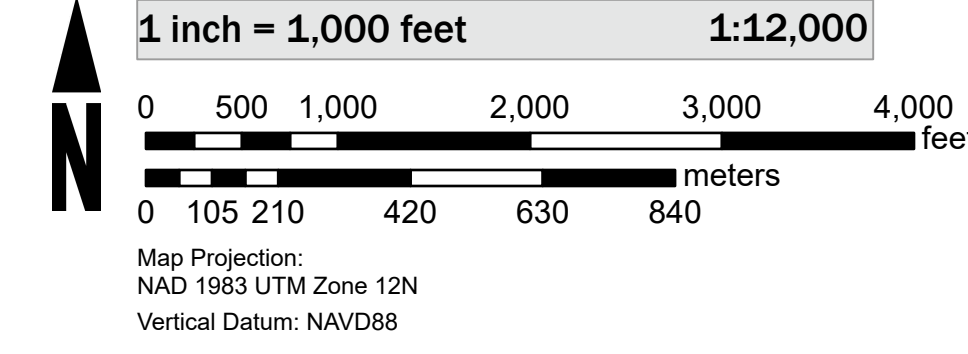 1 inch = 1,000 feet 1:12,000
0 500 1,000 2,000 3,000 4,000
feet
meters
0 105 210 420 630 840
N
Map Projection:
NAD 1983 UTM Zone 12N
Vertical Datum: NAVD88